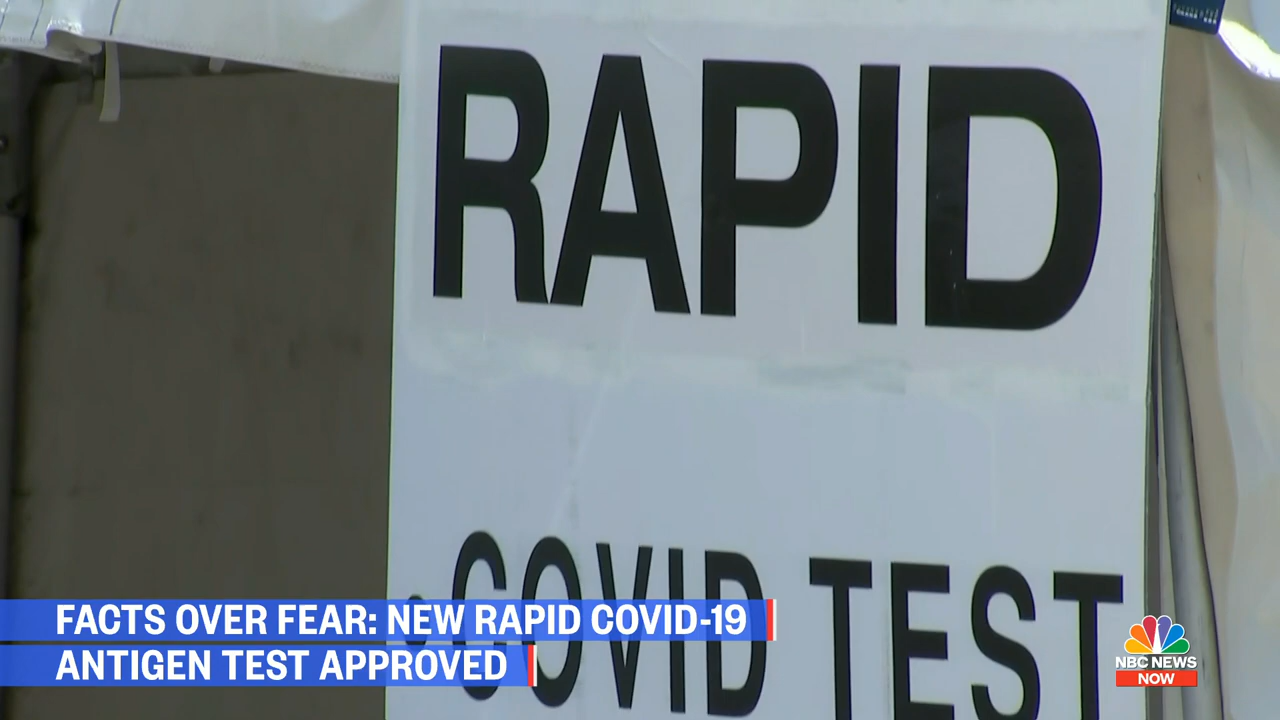 RAPID
• COVID TEST
FACTS OVER FEAR: NEW RAPID COVID-19
ANTIGEN TEST APPROVED
NBC NEWS
NOW